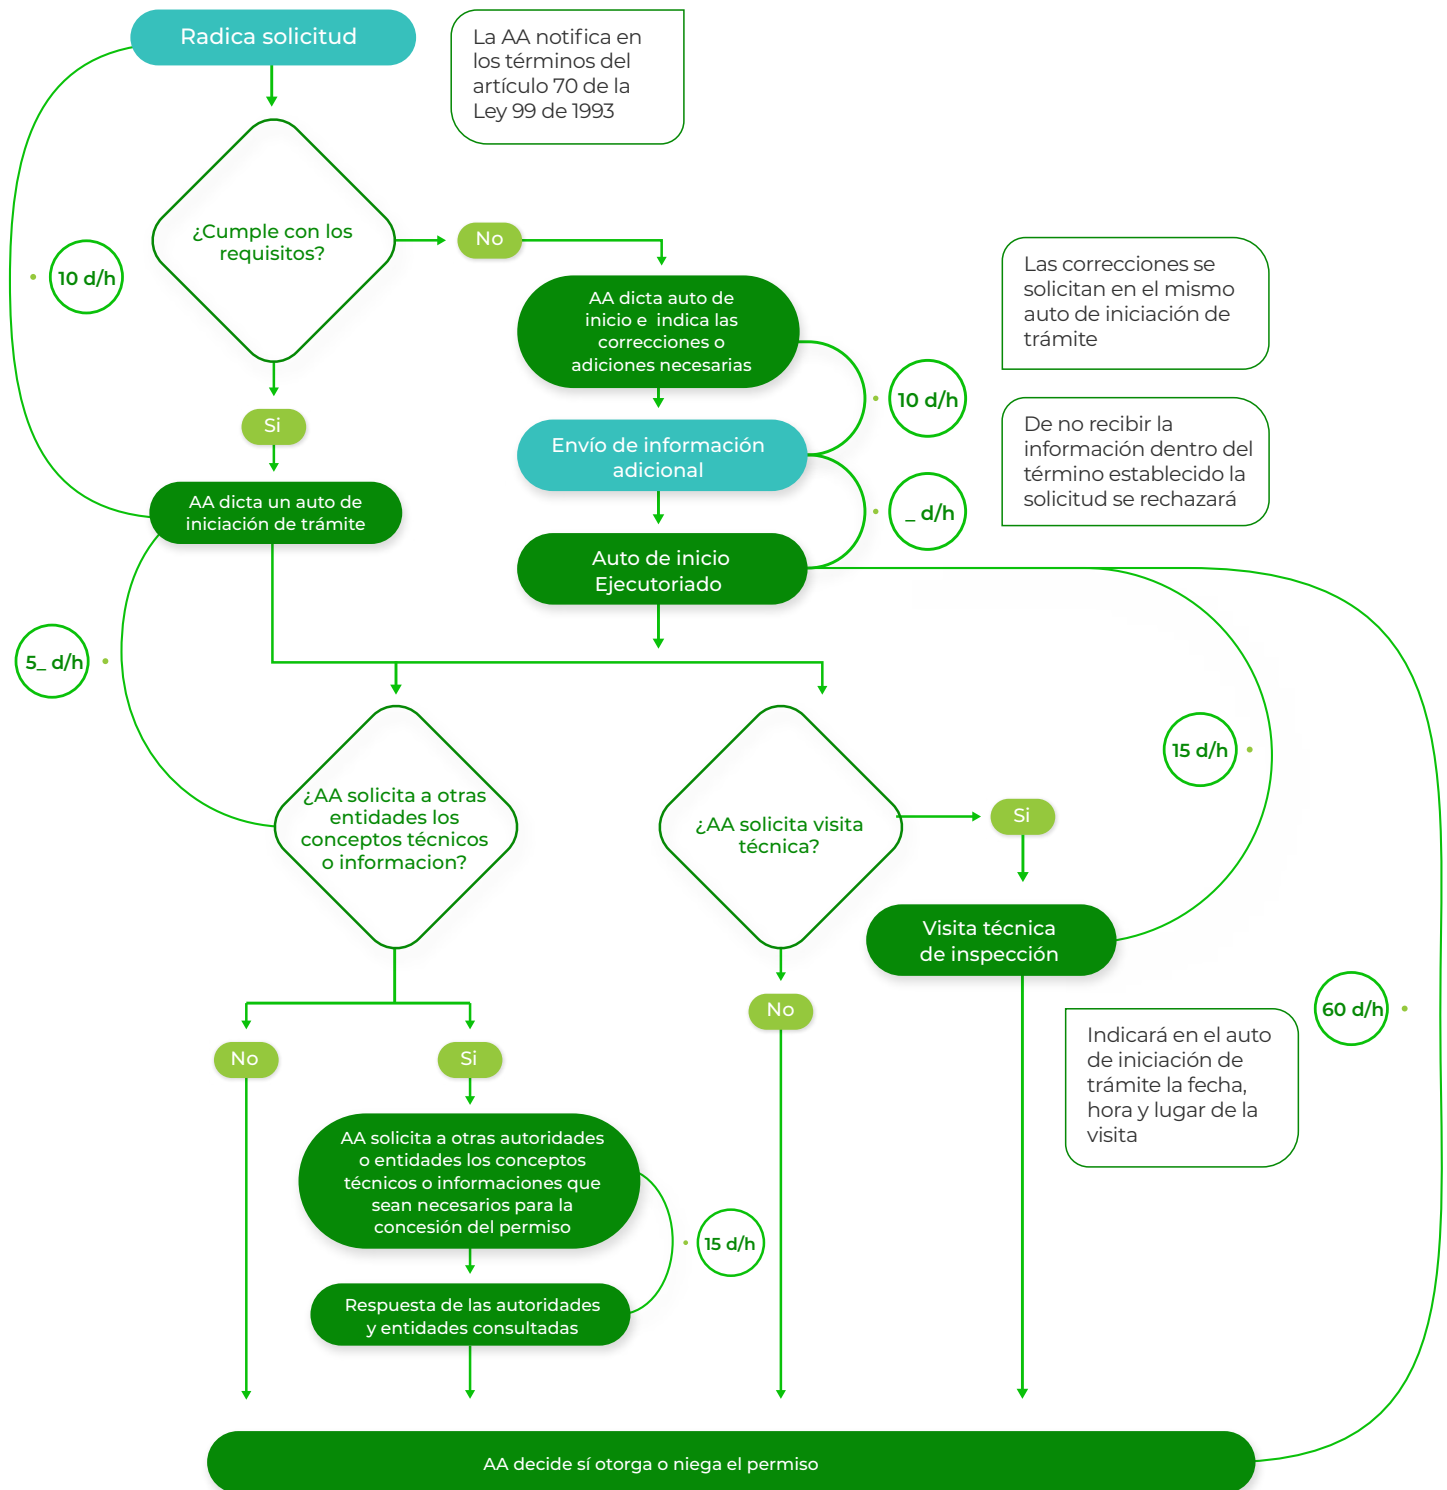 Radica solicitud
La AA notifica en
los términos del
artículo 70 de la
Ley 99 de 1993
¿Cumple con los
requisitos?
No
10 d/h
AA dicta auto de
inicio e indica las
correcciones o
adiciones necesarias
Las correcciones se
solicitan en el mismo
auto de iniciación de
trámite
10 d/h
Si
Envío de información
adicional
De no recibir la
información dentro del
término establecido la
solicitud se rechazará
AA dicta un auto de
iniciación de trámite
_ d/h
Auto de inicio
Ejecutoriado
5_ d/h
15 d/h
¿AA solicita a otras
entidades los
conceptos técnicos
o informacion?
¿AA solicita visita
técnica?
Si
Visita técnica
de inspección
No
60 d/h
Indicará en el auto
de iniciación de
trámite la fecha,
hora y lugar de la
visita
No
Si
AA solicita a otras autoridades
o entidades los conceptos
técnicos o informaciones que
sean necesarios para la
concesión del permiso
15 d/h
Respuesta de las autoridades
y entidades consultadas
AA decide sí otorga o niega el permiso